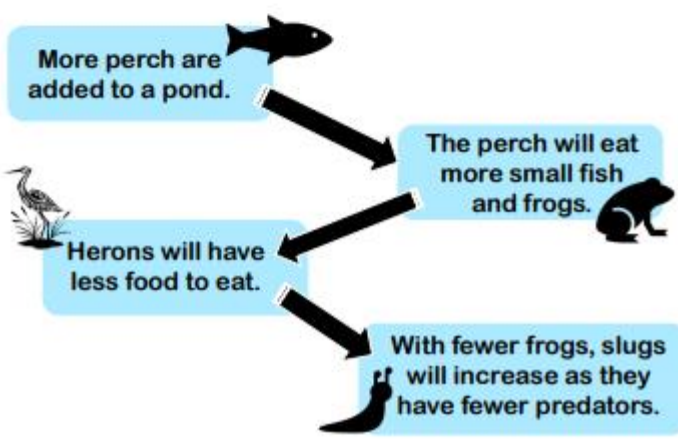 More perch are
added to a pond.
The perch will eat
more small fish
and frogs.
Herons will have
less food to eat.
With fewer frogs, slugs
will increase as they
have fewer predators.